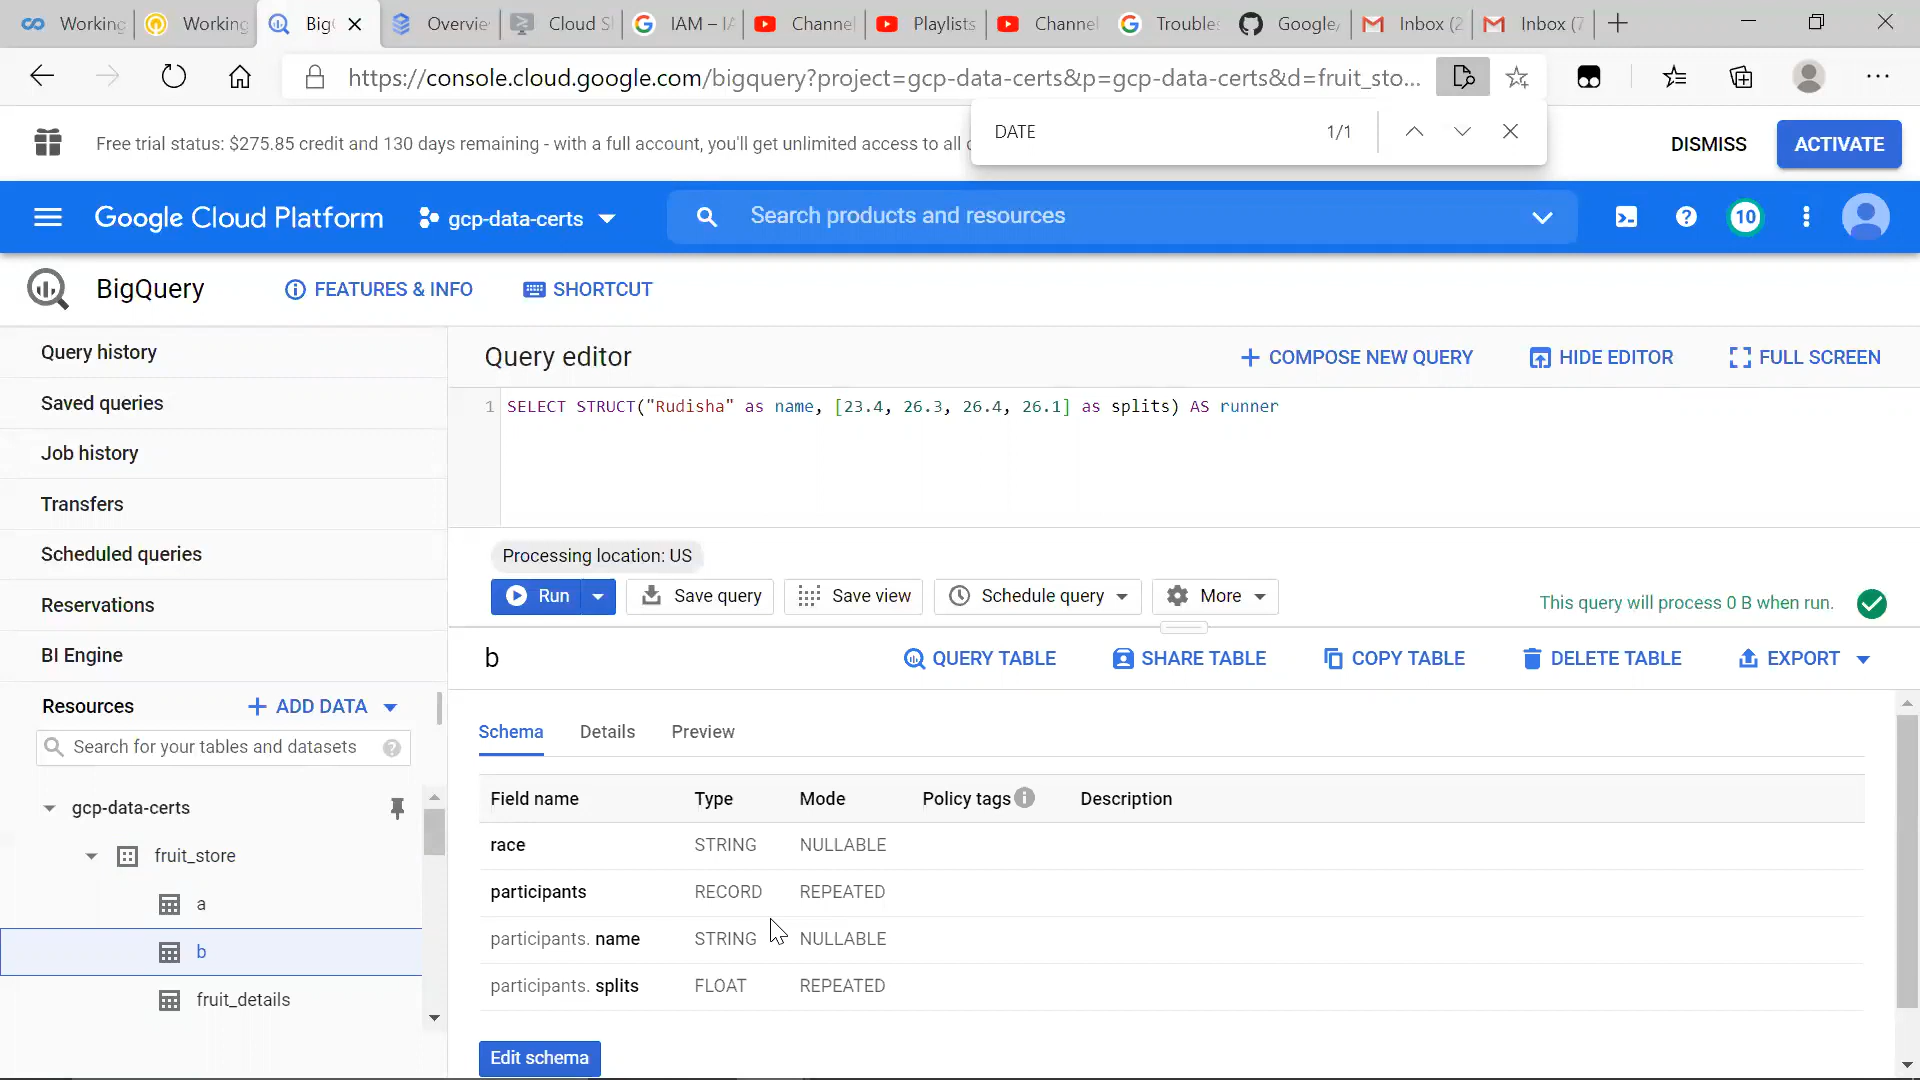 Working
Working
Big
Overvie
Cloud S
IAM – I
Channel
Playlists
Channel
Troubles
Google/
Inbox (2
Inbox (7
https://console.cloud.google.com/bigquery?project=gcp-data-certs&p=gcp-data-certs&d=fruit_sto...
DATE 1/1
Free trial status: $275.85 credit and 130 days remaining - with a full account, you'll get unlimited access to all
DISMISS
ACTIVATE
Google Cloud Platform
gcp-data-certs
Search products and resources
10
BigQuery
FEATURES & INFO
SHORTCUT
Query history
Saved queries
Job history
Transfers
Scheduled queries
Reservations
BI Engine
Resources
+ ADD DATA
Search for your tables and datasets
gcp-data-certs
fruit_store
a
b
fruit_details
Query editor
+ COMPOSE NEW QUERY
HIDE EDITOR
FULL SCREEN
1 SELECT STRUCT("Rudisha" as name, [23.4, 26.3, 26.4, 26.1] as splits) AS runner
Processing location: US
Run
Save query
Save view
Schedule query
More
This query will process 0 B when run.
b
QUERY TABLE
SHARE TABLE
COPY TABLE
DELETE TABLE
EXPORT
Schema Details Preview
Field name Type Mode Policy tags Description
race STRING NULLABLE
participants RECORD REPEATED
participants. name STRING NULLABLE
participants. splits FLOAT REPEATED
Edit schema